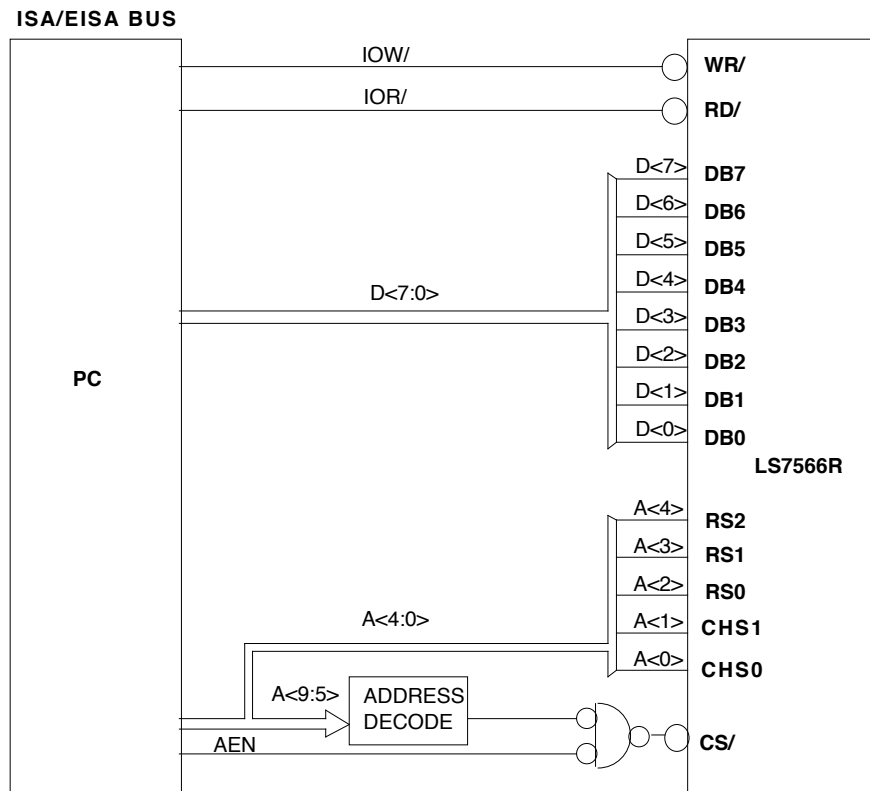 ISA/EISA BUS
IOW/
WR/
IOR/
RD/
D<7>
DB7
D<6>
DB6
D<5>
DB5
D<4>
DB4
D<7:0>
D<3>
DB3
D<2>
DB2
PC
D<1>
DB1
D<0>
DB0
LS7566R
A<4>
RS2
A<3>
RS1
A<2>
RS0
A<4:0>
A<1>
CHS1
A<0>
CHS0
A<9:5>
ADDRESS
DECODE
AEN
CS/